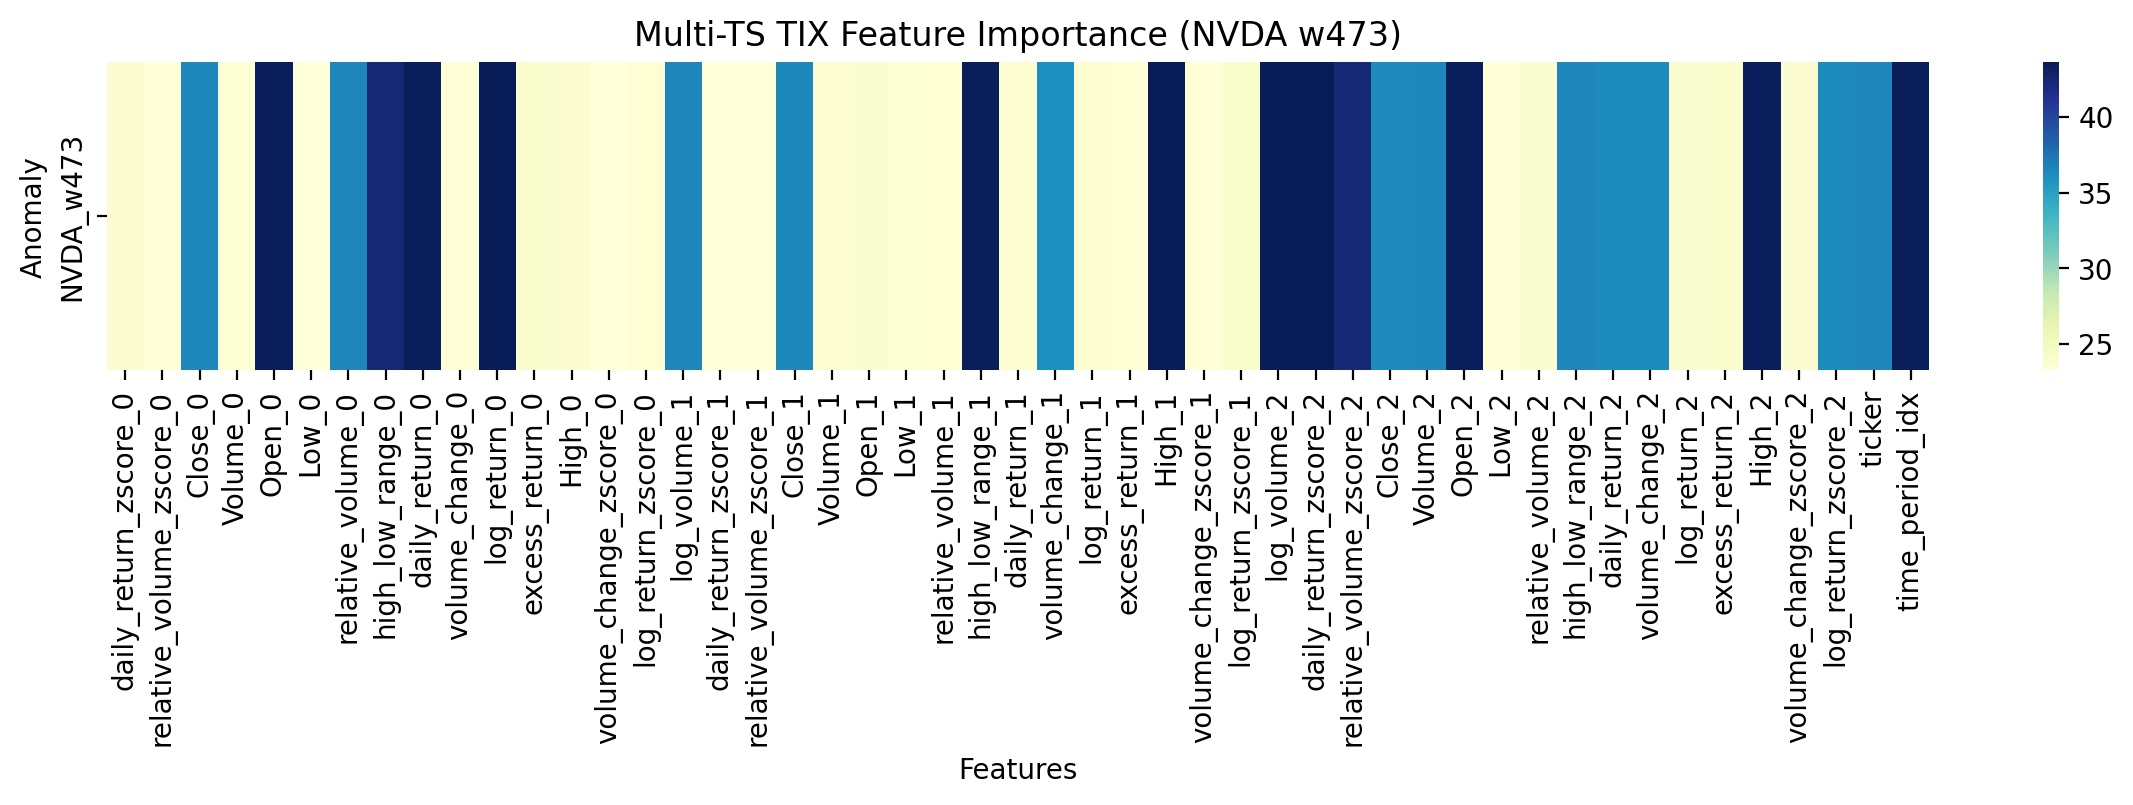 Multi-TS TIX Feature Importance (NVDA w473)
Anomaly
NVDA_w473
40
35
30
25
daily_return_zscore_0
relative_volume_zscore_0
Close_0
Volume_0
Open_0
Low_0
relative_volume_0
high_low_range_0
daily_return_0
volume_change_0
log_return_0
excess_return_0
High_0
volume_change_zscore_0
log_return_zscore_0
log_volume_1
daily_return_zscore_1
relative_volume_zscore_1
Close_1
Volume_1
Open_1
Low_1
relative_volume_1
high_low_range_1
daily_return_1
volume_change_1
log_return_1
excess_return_1
High_1
volume_change_zscore_1
log_return_zscore_1
log_volume_2
daily_return_zscore_2
relative_volume_zscore_2
Close_2
Volume_2
Open_2
Low_2
relative_volume_2
high_low_range_2
daily_return_2
volume_change_2
log_return_2
excess_return_2
High_2
volume_change_zscore_2
log_return_zscore_2
ticker
time_period_idx
Features